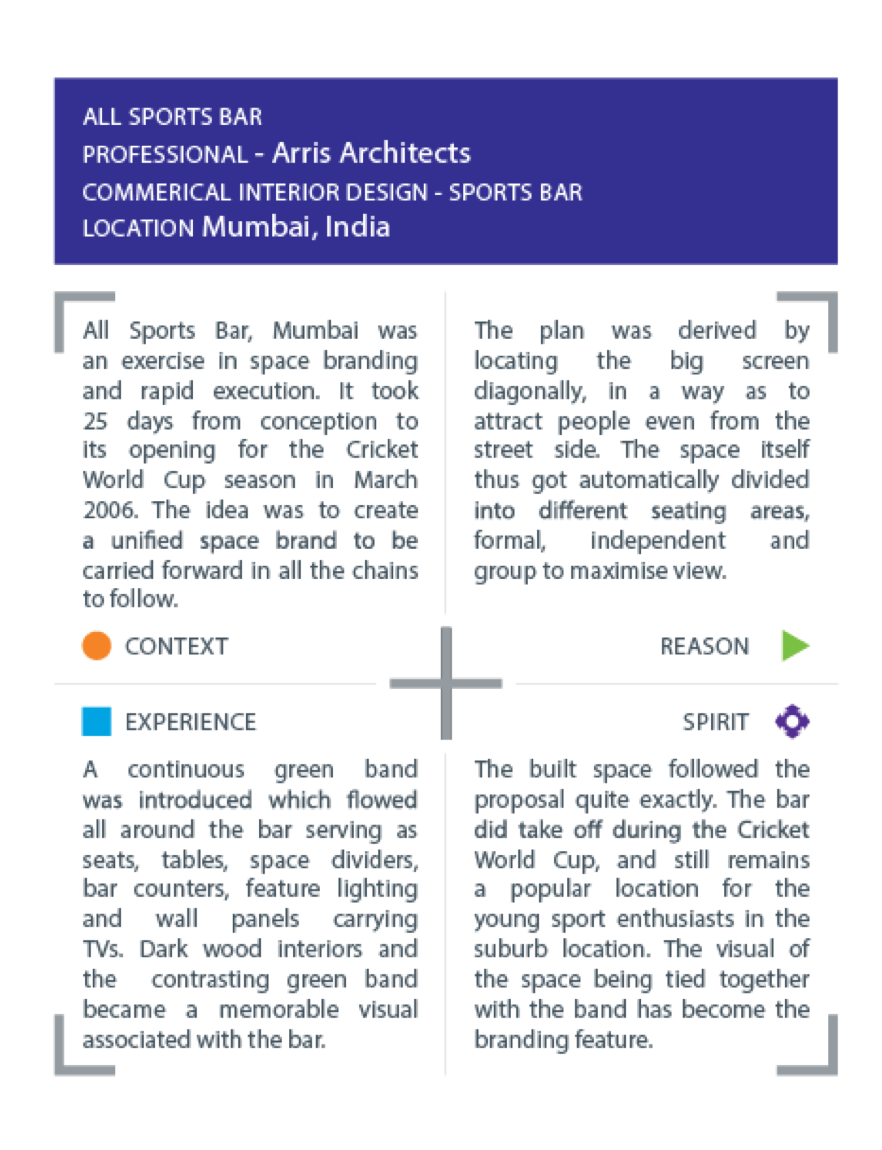 ALL SPORTS BAR
PROFESSIONAL - Arris Architects
COMMERICAL INTERIOR DESIGN - SPORTS BAR
LOCATION Mumbai, India
All Sports Bar, Mumbai was
an exercise in space branding
and rapid execution. It took
25 days from conception to
its opening for the Cricket
World Cup season in March
2006. The idea was to create
a unified space brand to be
carried forward in all the chains
to follow.
CONTEXT
The plan was derived by
locating the big screen
diagonally, in a way as to
attract people even from the
street side. The space itself
thus got automatically divided
into different seating areas,
formal, independent and
group to maximise view.
REASON
EXPERIENCE
A continuous green band
was introduced which flowed
all around the bar serving as
seats, tables, space dividers,
bar counters, feature lighting
and wall panels carrying
TVs. Dark wood interiors and
the contrasting green band
became a memorable visual
associated with the bar.
SPIRIT
The built space followed the
proposal quite exactly. The bar
did take off during the Cricket
World Cup, and still remains
a popular location for the
young sport enthusiasts in the
suburb location. The visual of
the space being tied together
with the band has become the
branding feature.